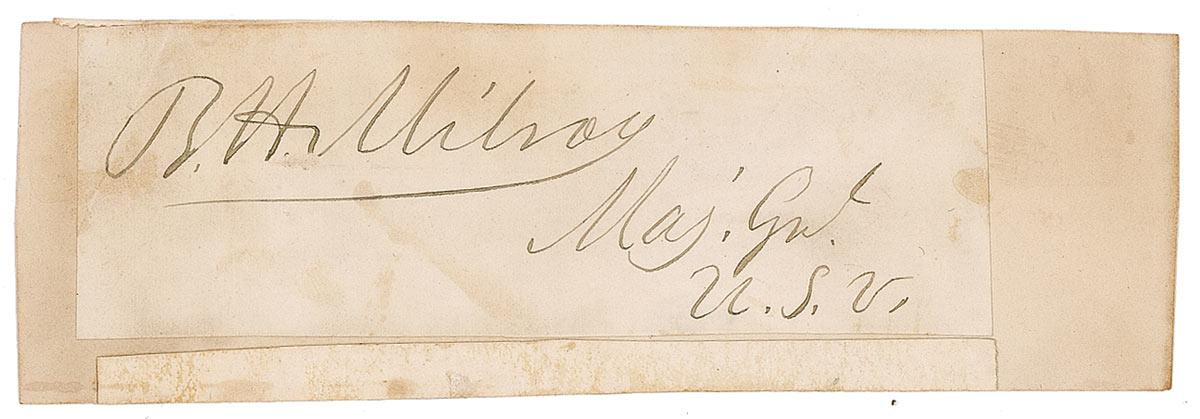 R. H. Milroy
Maj. Genl.
U.S.V.